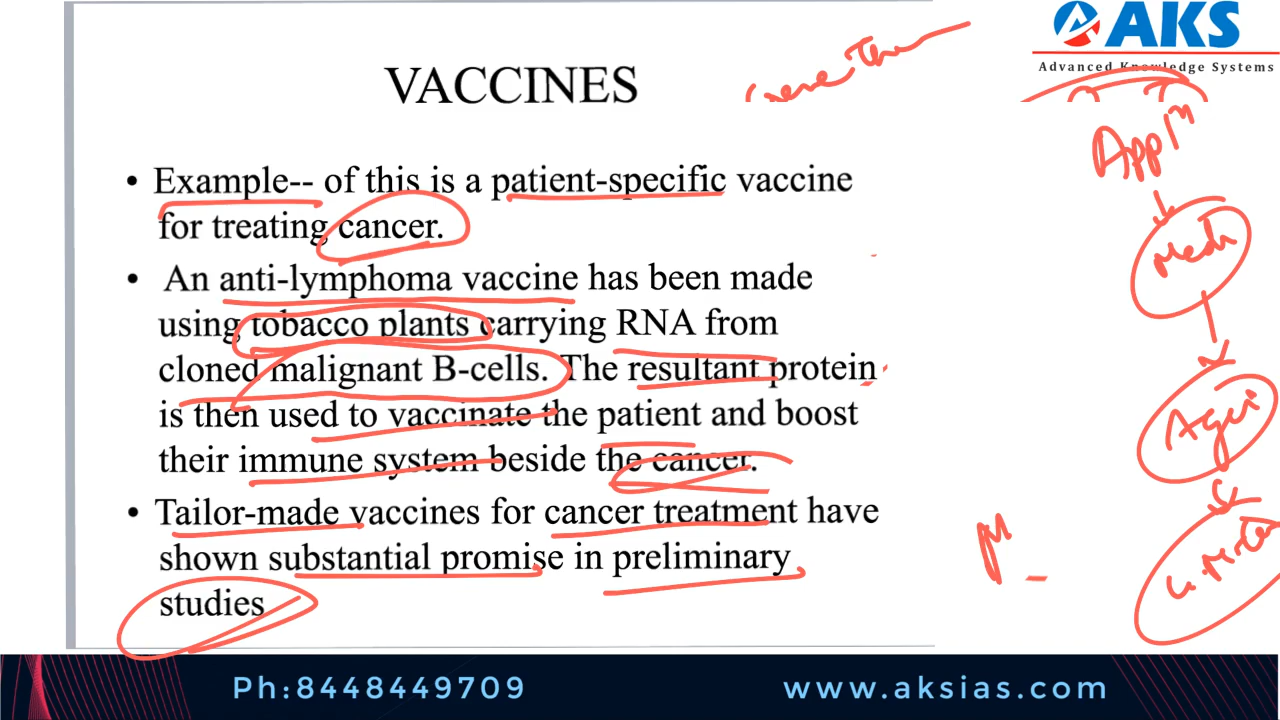 AKS
Advanced Knowledge Systems
VACCINES
• Example-- of this is a patient-specific vaccine
for treating cancer.
• An anti-lymphoma vaccine has been made
using tobacco plants carrying RNA from
cloned malignant B-cells. The resultant protein
is then used to vaccinate the patient and boost
their immune system beside the cancer.
• Tailor-made vaccines for cancer treatment have
shown substantial promise in preliminary
studies
Ph:8448449709
www.aksias.com